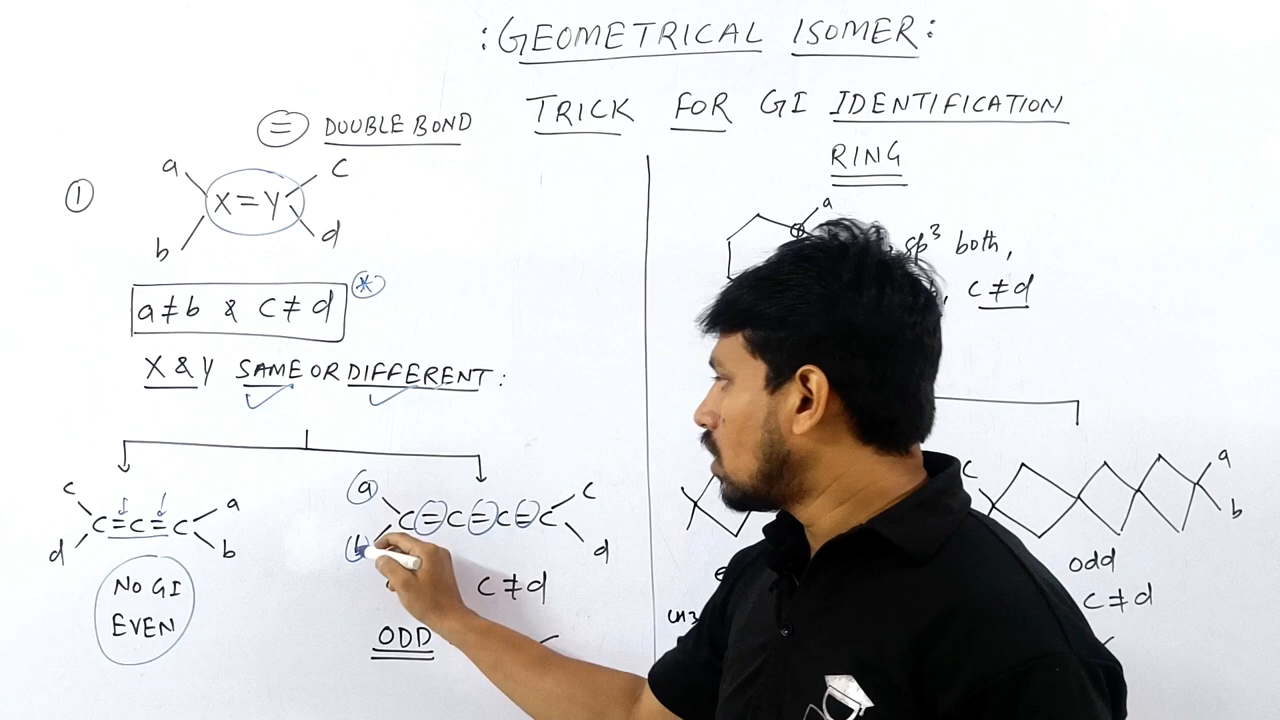 : GEOMETRICAL ISOMER :
TRICK FOR GI IDENTIFICATION
= DOUBLE BOND
1
a c
X = Y
b d
a ≠ b & c ≠ d *
X & Y SAME OR DIFFERENT :
c a
C = C = C
d b
NO GI
EVEN
a c
C = C = C = C
b d
c ≠ d
ODD
RING
a
sp³ both,
c ≠ d
c a
b
odd
c ≠ d